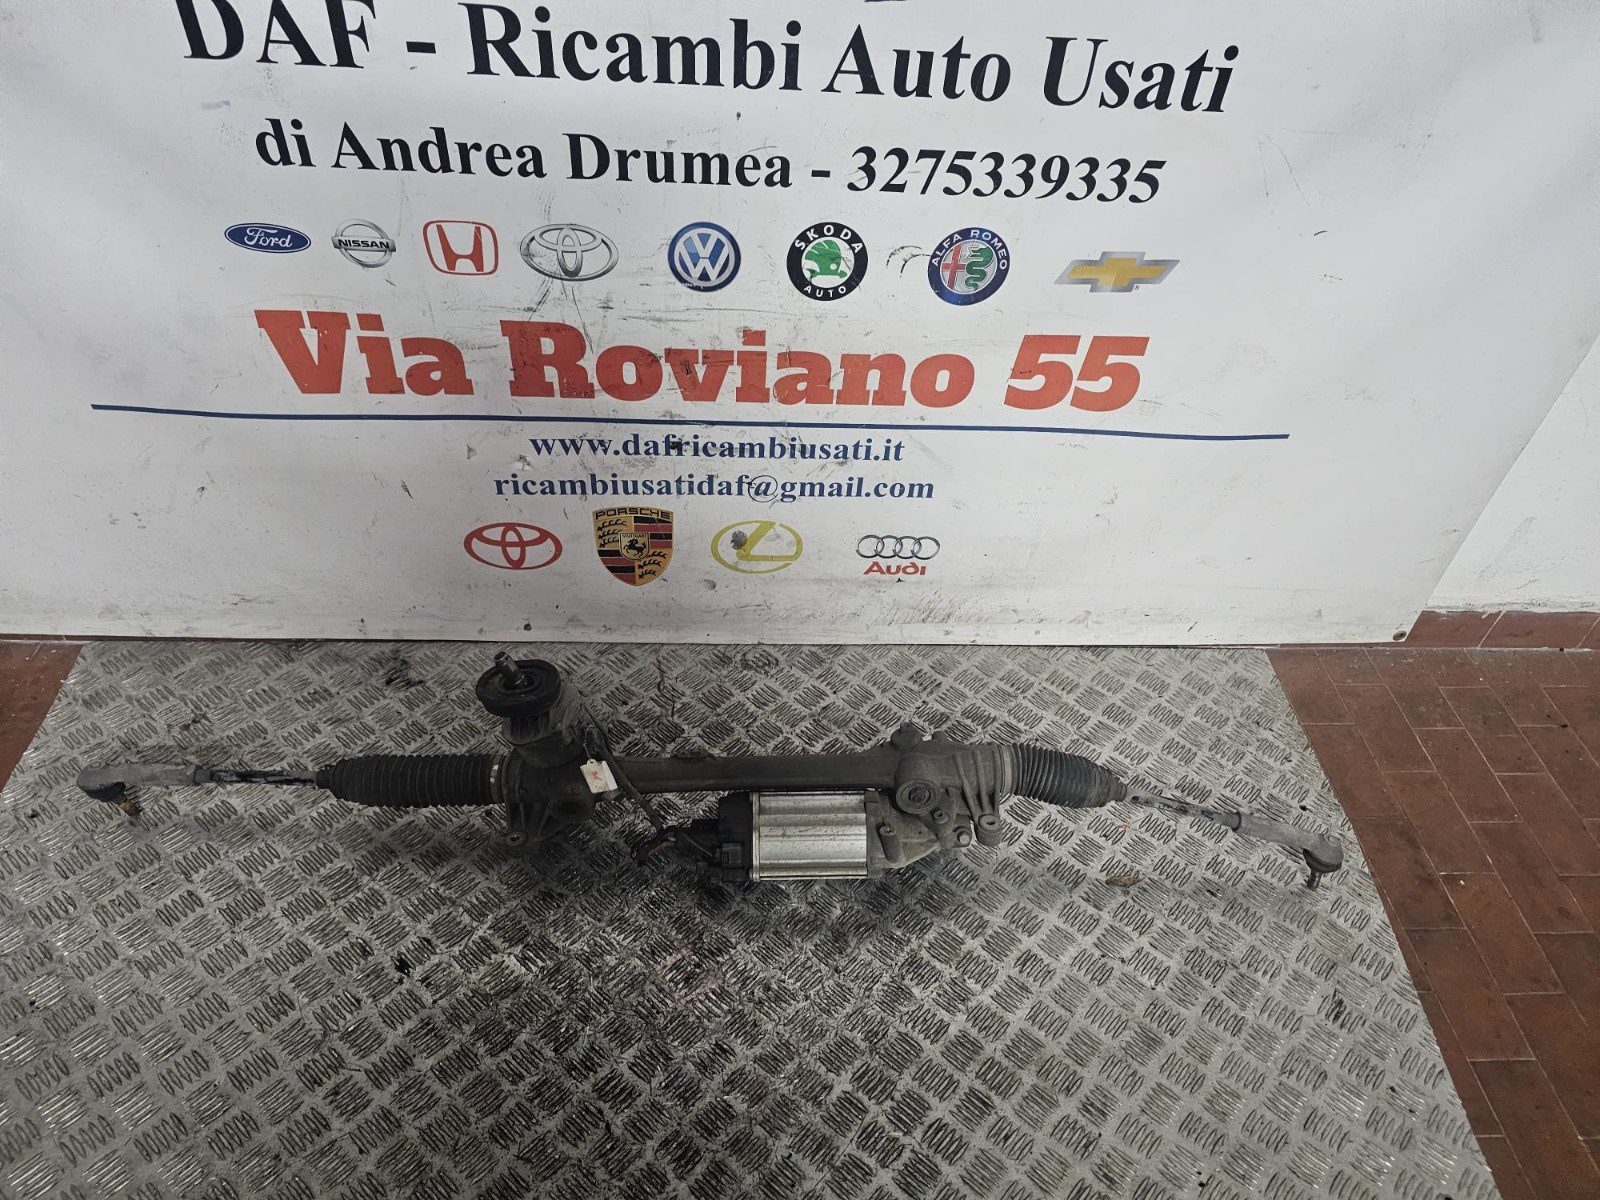 DAF - Ricambi Auto Usati
di Andrea Drumea - 3275339335
Ford
NISSAN
SKODA
AUTO
ALFA ROMEO
Via Roviano 55
www.dafricambiusati.it
ricambiusatidaf@gmail.com
PORSCHE
STUTTGART
Audi